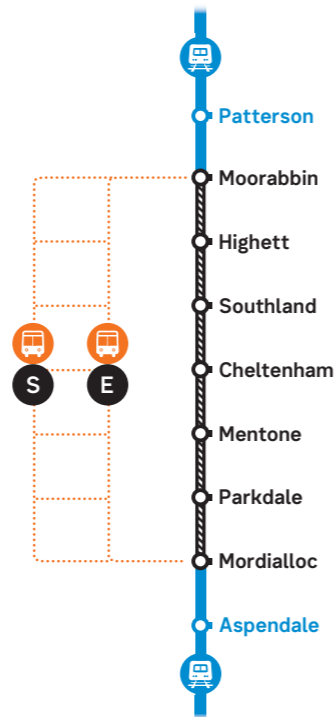 Patterson
Moorabbin
Highett
Southland
S E Cheltenham
Mentone
Parkdale
Mordialloc
Aspendale